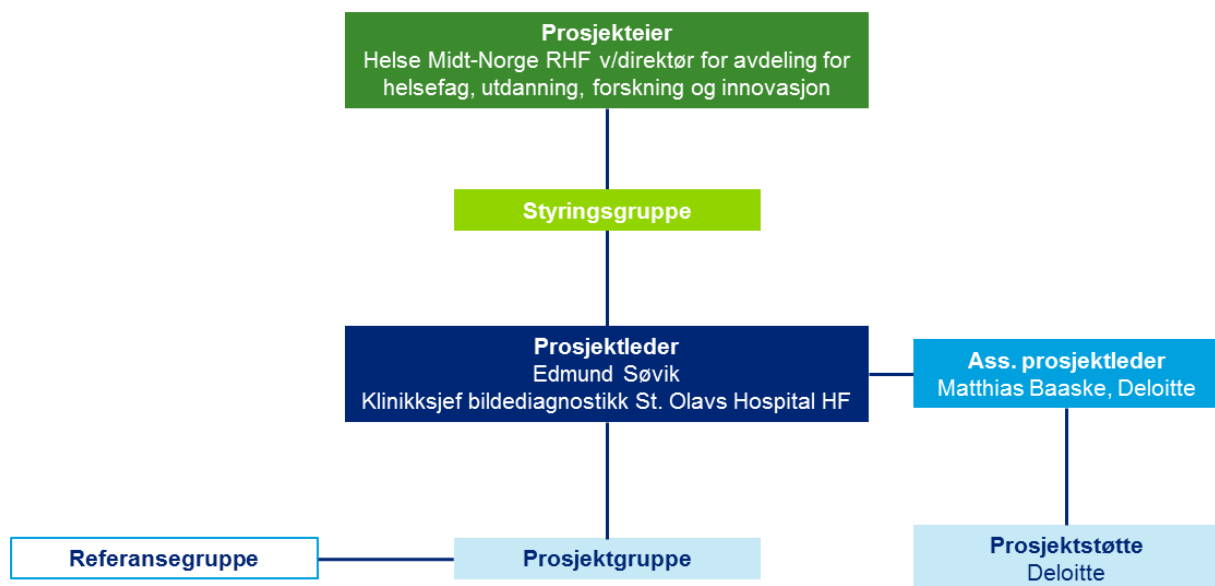 Prosjekteier
Helse Midt-Norge RHF v/direktør for avdeling for
helsefag, utdanning, forskning og innovasjon
Styringsgruppe
Prosjektleder
Edmund Søvik
Klinikksjef bildediagnostikk St. Olavs Hospital HF
Ass. prosjektleder
Matthias Baaske, Deloitte
Referansegruppe
Prosjektgruppe
Prosjektstøtte
Deloitte